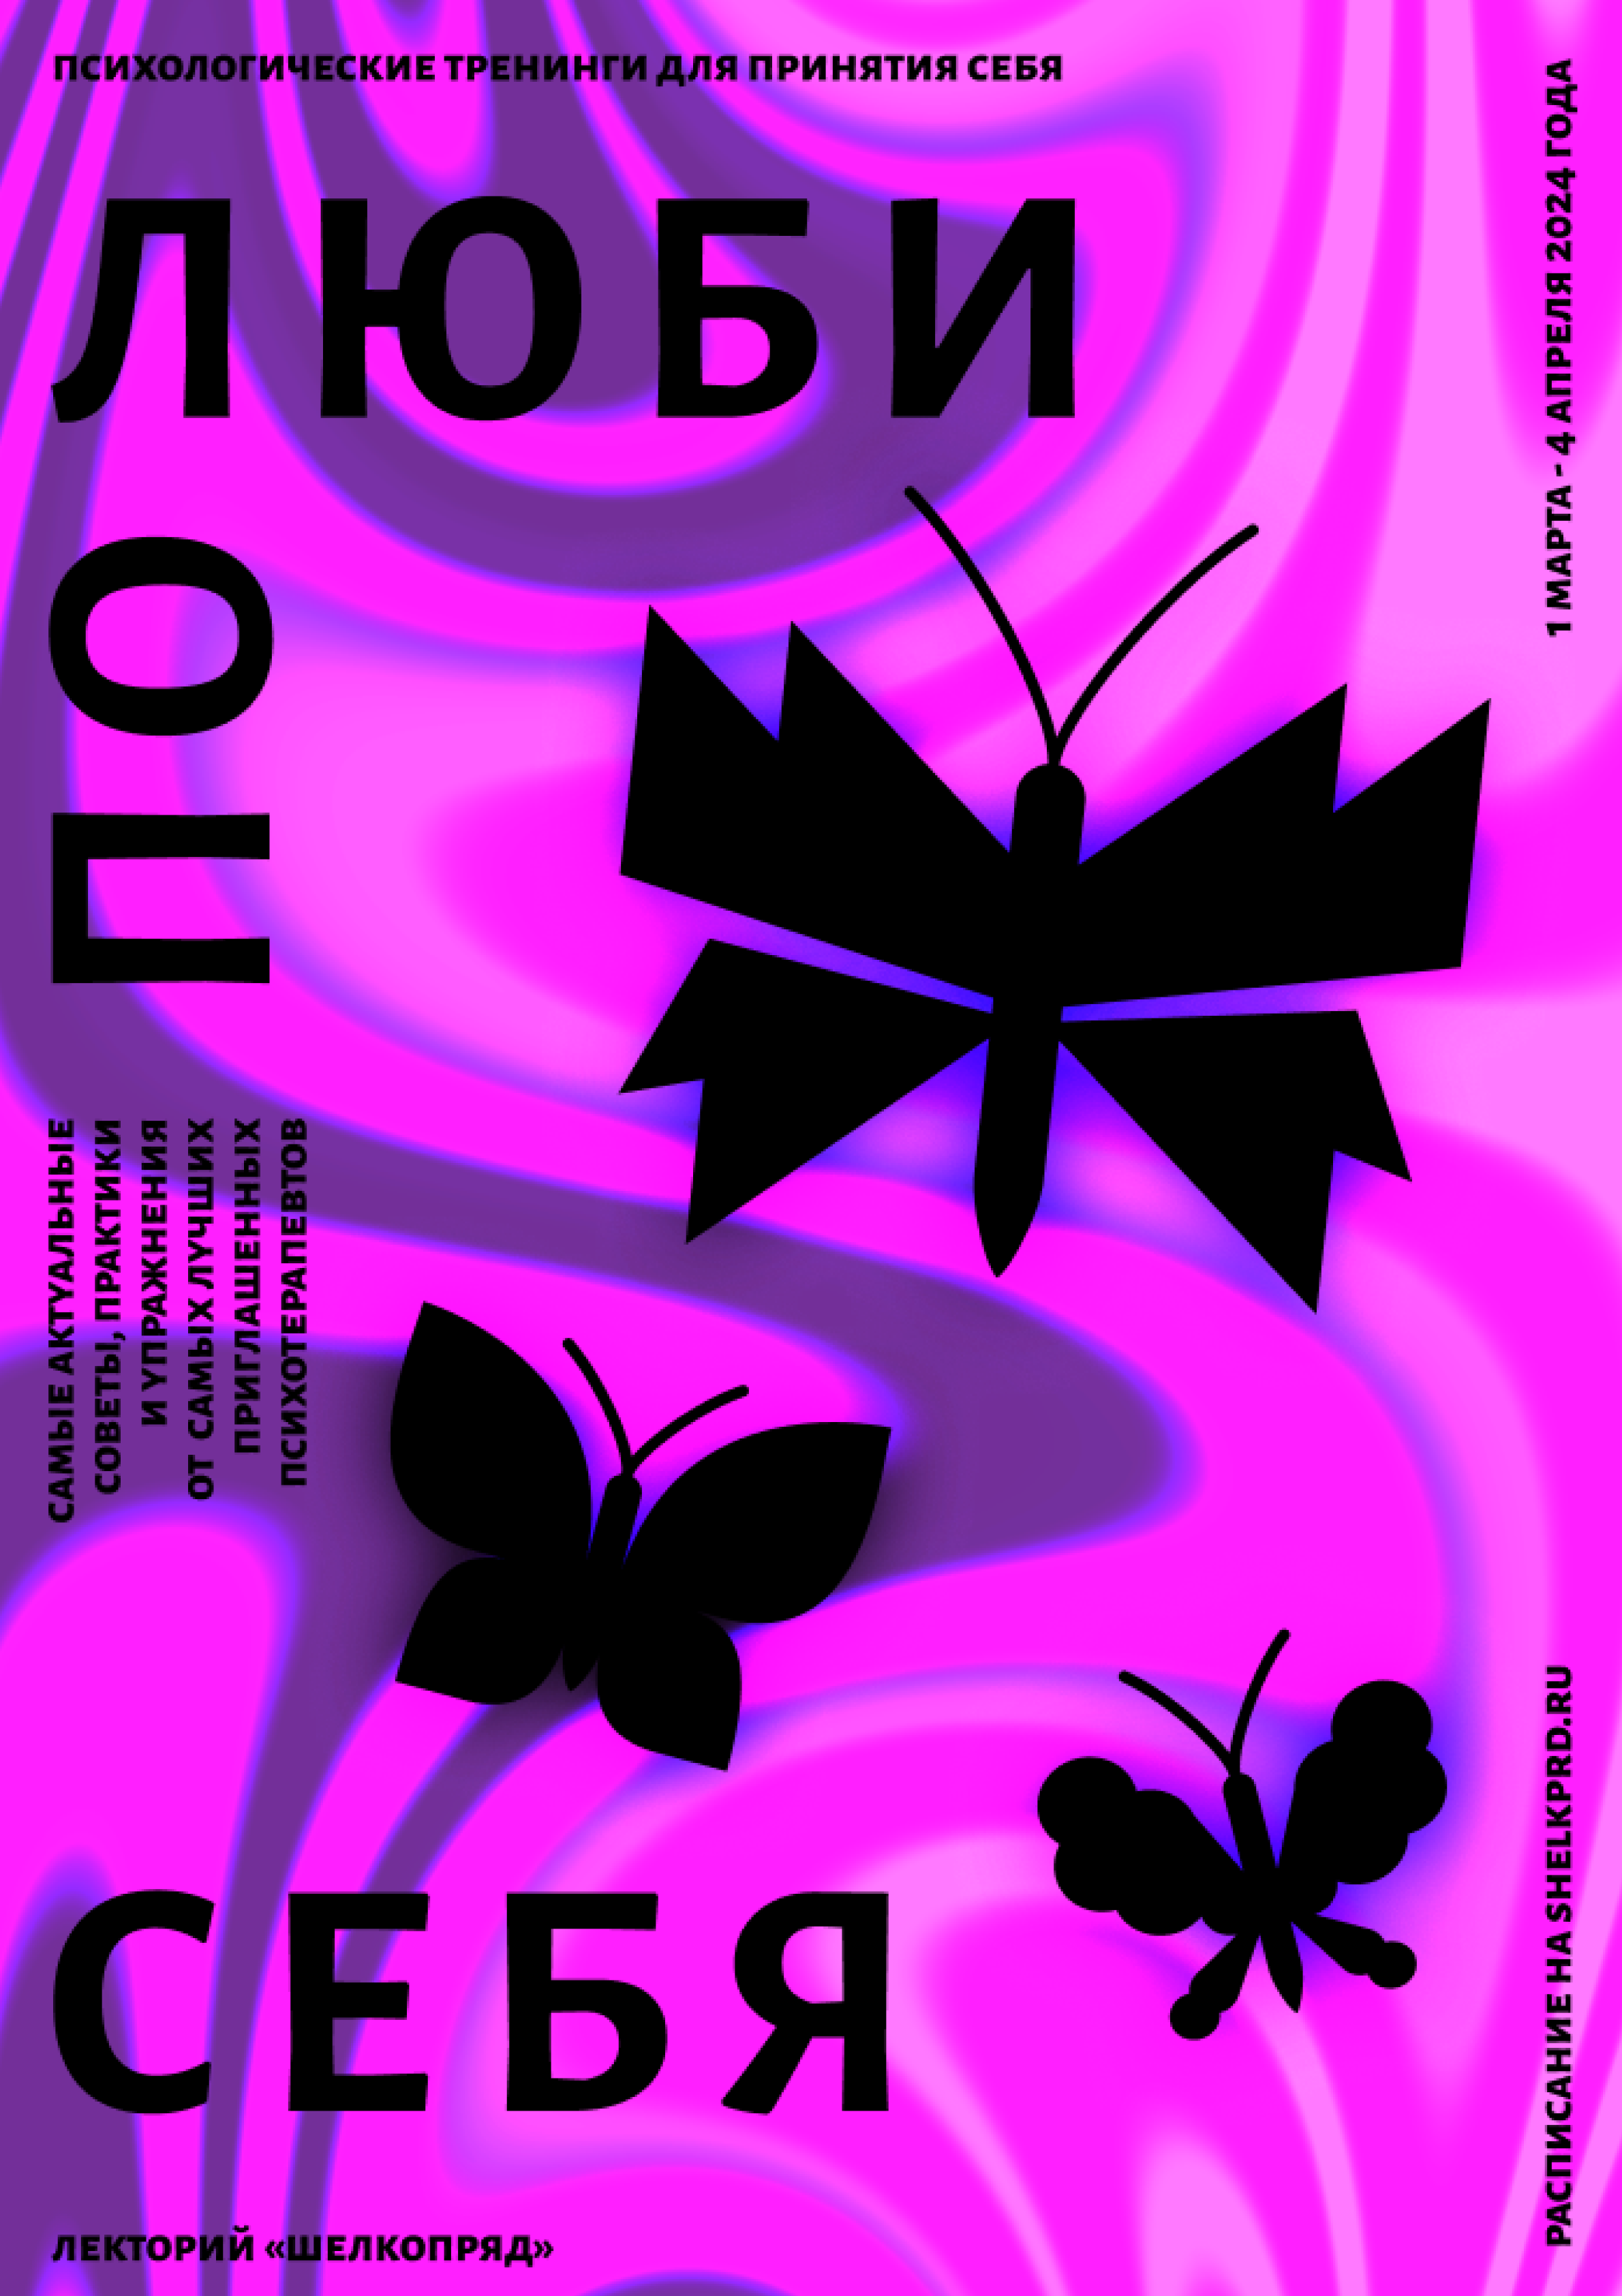 ПСИХОЛОГИЧЕСКИЕ ТРЕНИНГИ ДЛЯ ПРИНЯТИЯ СЕБЯ
1 МАРТА - 4 АПРЕЛЯ 2024 ГОДА
ПОЛЮБИ
СЕБЯ
САМЫЕ АКТУАЛЬНЫЕ
СОВЕТЫ, ПРАКТИКИ
И УПРАЖНЕНИЯ
ОТ САМЫХ ЛУЧШИХ
ПРИГЛАШЕННЫХ
ПСИХОТЕРАПЕВТОВ
РАСПИСАНИЕ НА SHELKPRD.RU
ЛЕКТОРИЙ «ШЕЛКОПРЯД»